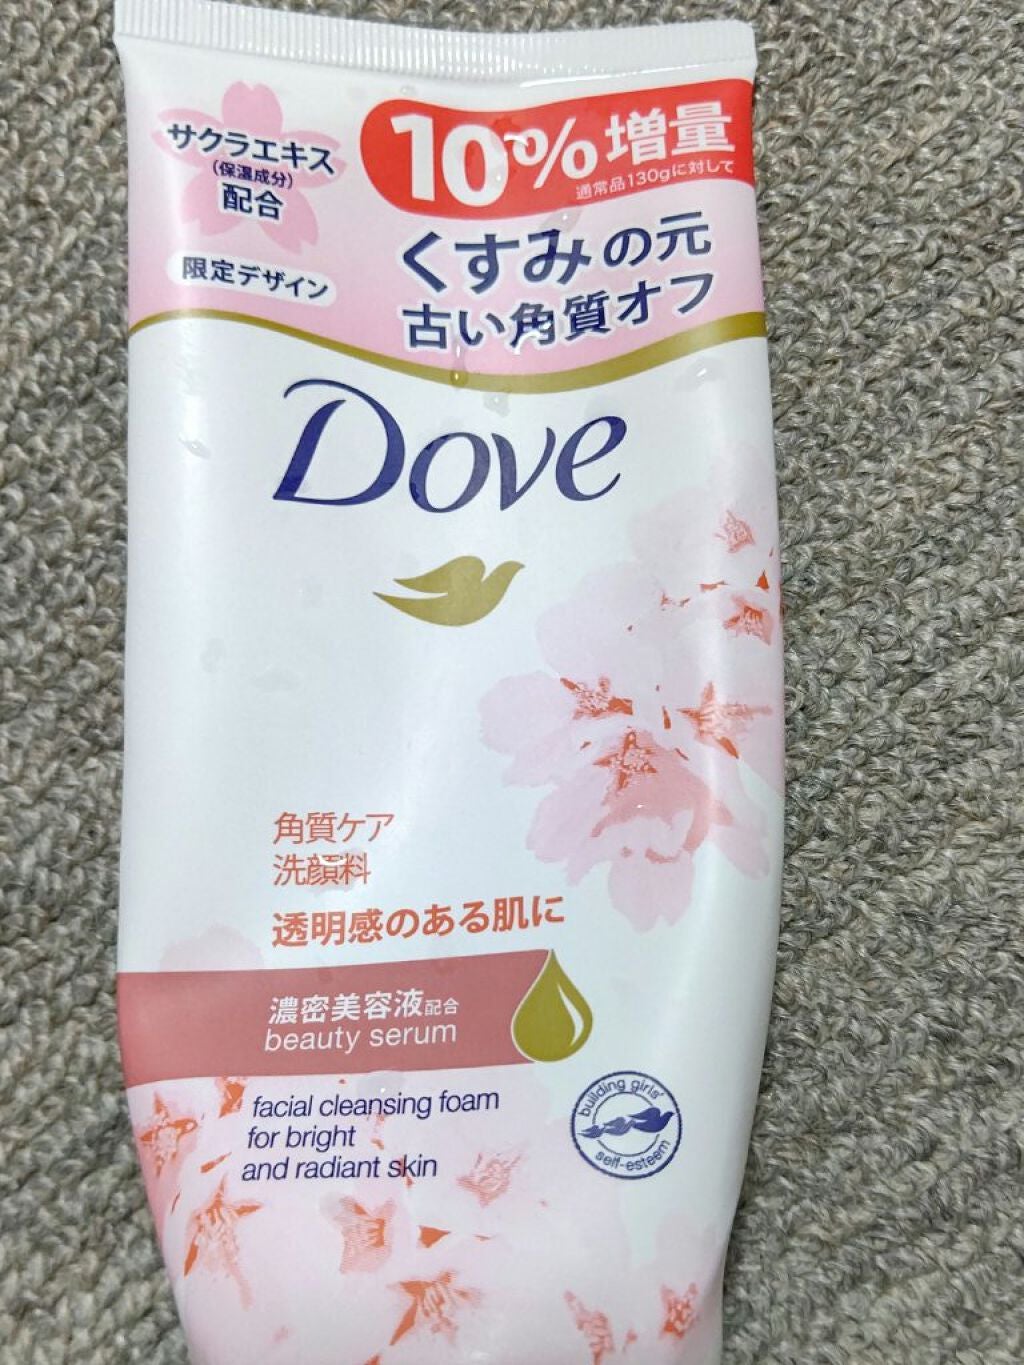 サクラエキス
(保湿成分)
配合
限定デザイン
10%増量
通常品130gに対して
くすみの元
古い角質オフ
Dove
角質ケア
洗顔料
透明感のある肌に
濃密美容液配合
beauty serum
facial cleansing foam
for bright
and radiant skin
building girls'
self-esteem